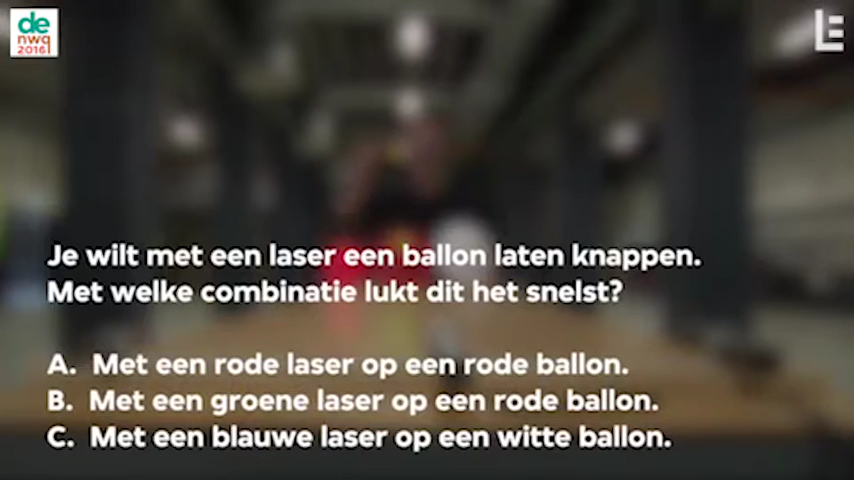 de
nwq
2016
LE
Je wilt met een laser een ballon laten knappen.
Met welke combinatie lukt dit het snelst?
A. Met een rode laser op een rode ballon.
B. Met een groene laser op een rode ballon.
C. Met een blauwe laser op een witte ballon.